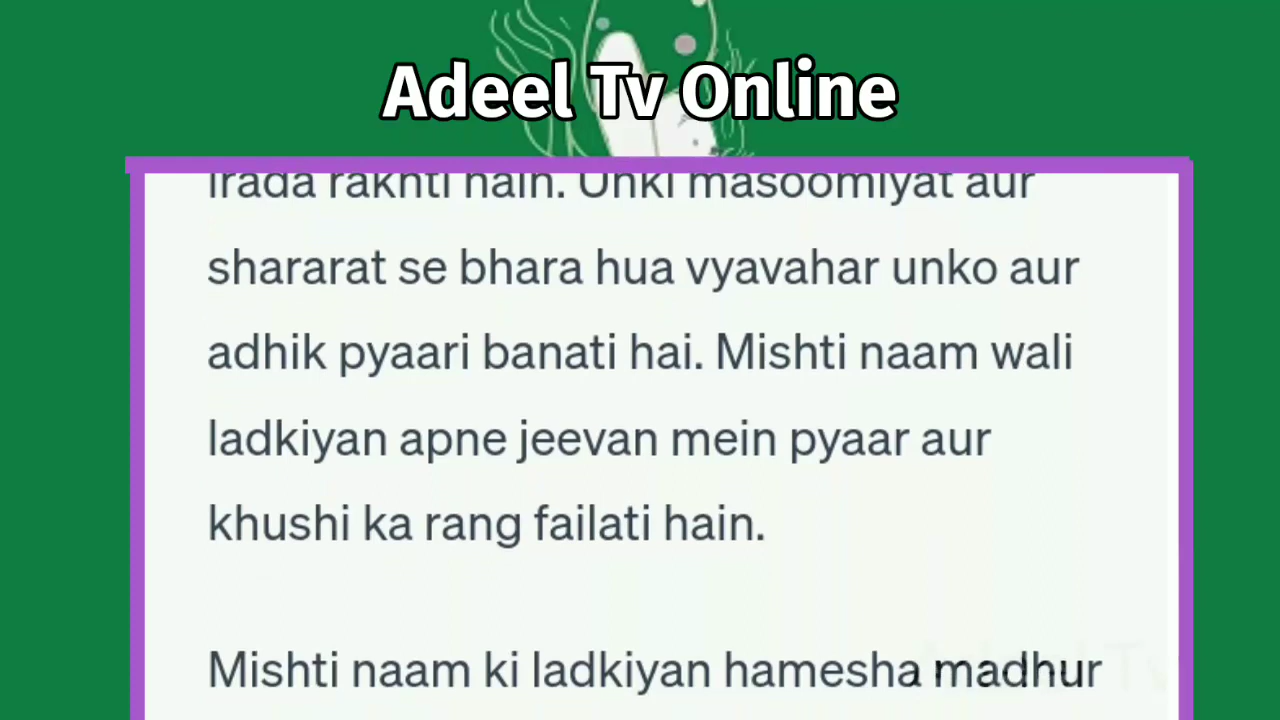 Adeel Tv Online
irada rakhti hain. Unki masoomiyat aur
shararat se bhara hua vyavahar unko aur
adhik pyaari banati hai. Mishti naam wali
ladkiyan apne jeevan mein pyaar aur
khushi ka rang failati hain.
Mishti naam ki ladkiyan hamesha madhur